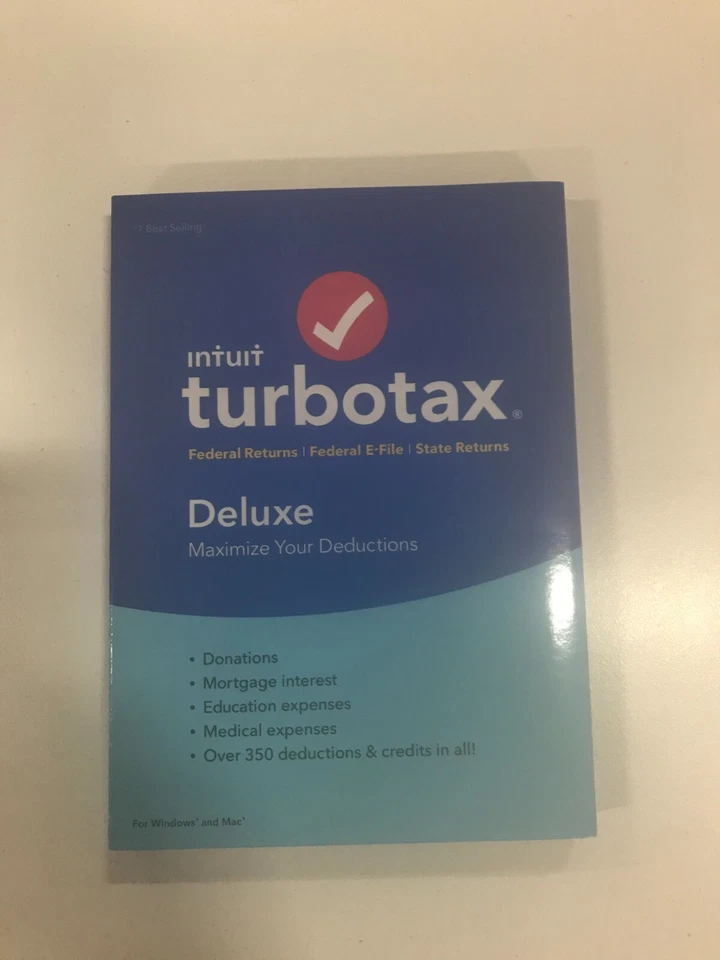 #1 Best Selling
intuit
turbotax®
Federal Returns | Federal E-File | State Returns
Deluxe
Maximize Your Deductions
• Donations
• Mortgage interest
• Education expenses
• Medical expenses
• Over 350 deductions & credits in all!
For Windows® and Mac®